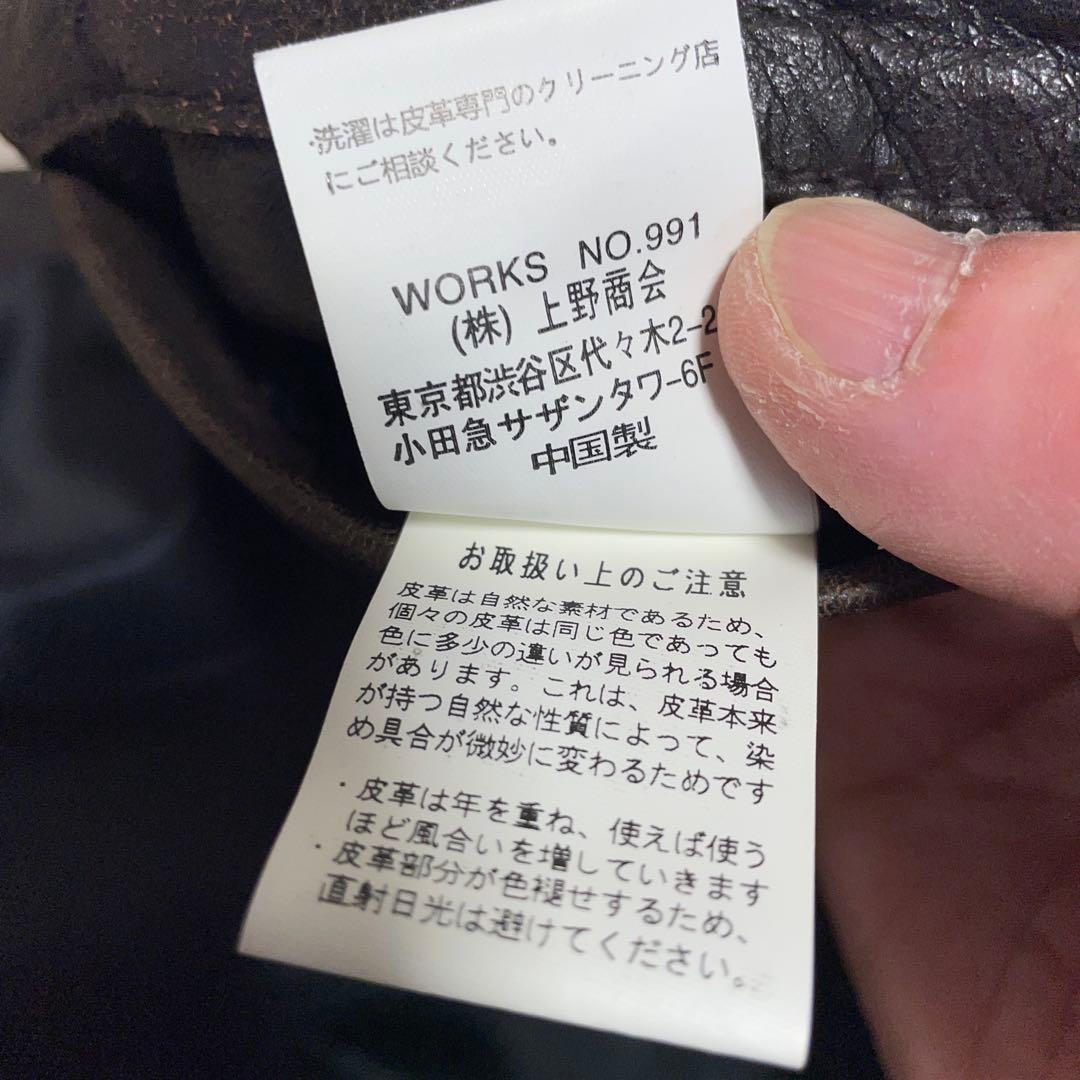 ・洗濯は皮革専門のクリーニング店
にご相談ください。
WORKS NO.991
(株) 上野商会
東京都渋谷区代々木2-2
小田急サザンタワー6F
中国製
お取扱い上のご注意
皮革は自然な素材であるため、
個々の皮革は同じ色であっても
色に多少の違いが見られる場合
があります。これは、皮革本来
が持つ自然な性質によって、染
め具合が微妙に変わるためです
・皮革は年を重ね、使えば使う
ほど風合いを増していきます
・皮革部分が色褪せするため、
直射日光は避けてください。